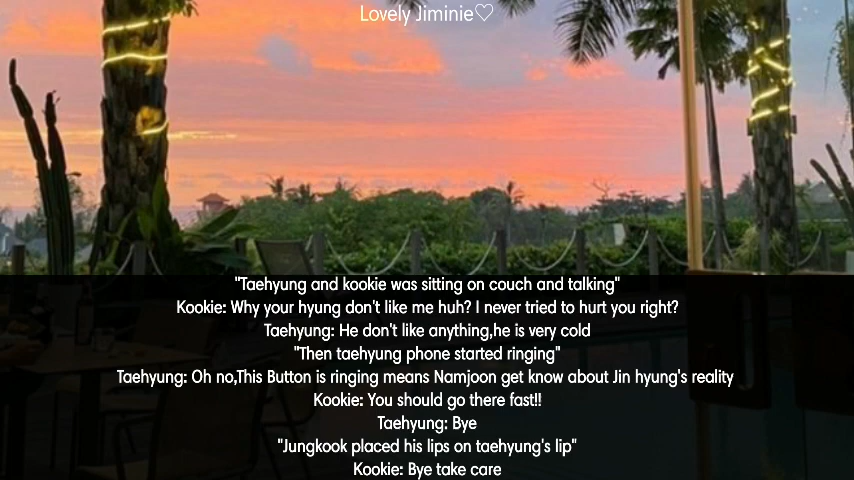 Lovely Jiminie♡
"Taehyung and kookie was sitting on couch and talking"
Kookie: Why your hyung don't like me huh? I never tried to hurt you right?
Taehyung: He don't like anything,he is very cold
"Then taehyung phone started ringing"
Taehyung: Oh no,This Button is ringing means Namjoon get know about Jin hyung's reality
Kookie: You should go there fast!!
Taehyung: Bye
"Jungkook placed his lips on taehyung's lip"
Kookie: Bye take care